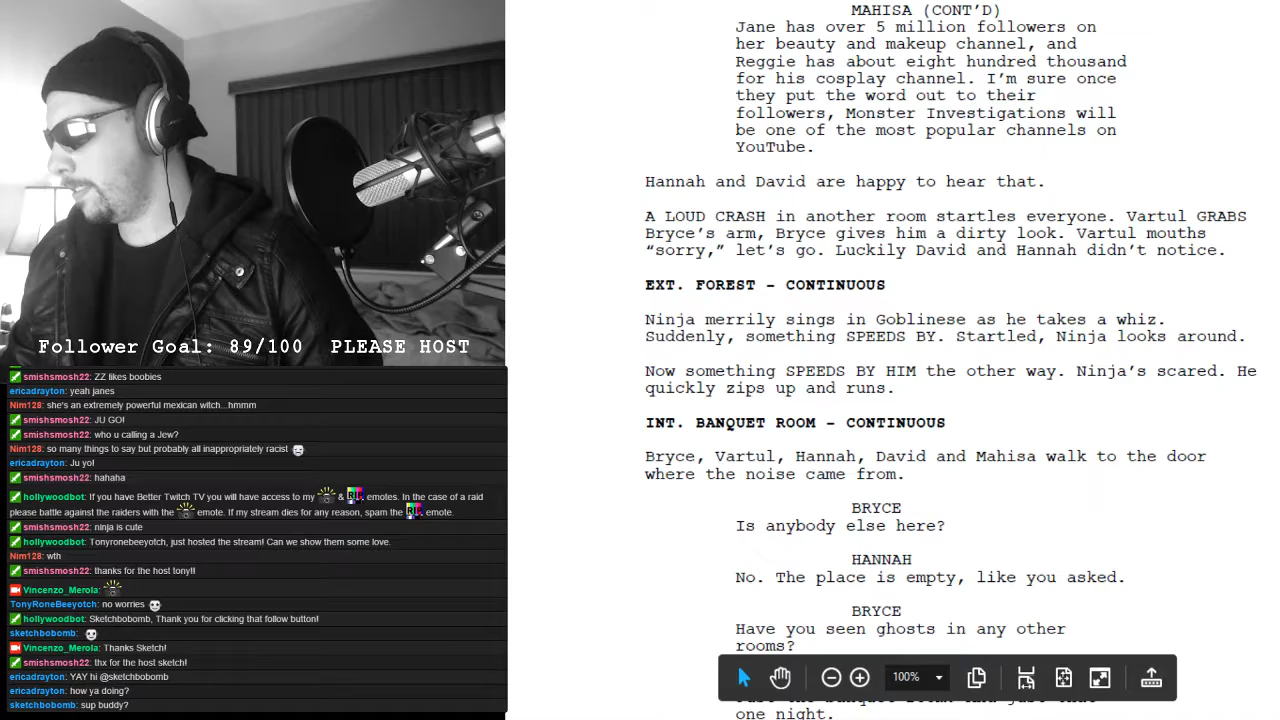 Follower Goal: 89/100 PLEASE HOST
smishsmosh22: ZZ likes boobies
ericadrayton: yeah janes
Nim128: she's an extremely powerful mexican witch...hmmm
smishsmosh22: JU GO!
smishsmosh22: who u calling a Jew?
Nim128: so many things to say but probably all inappropriately racist
ericadrayton: Ju yo!
smishsmosh22: hahaha
hollywoodbot: If you have Better Twitch TV you will have access to my & emotes. In the case of a raid
please battle against the raiders with the emote. If my stream dies for any reason, spam the emote.
smishsmosh22: ninja is cute
hollywoodbot: Tonyronebeeyotch, just hosted the stream! Can we show them some love.
Nim128: wth
smishsmosh22: thanks for the host tony!!
Vincenzo_Merola:
TonyRoneBeeyotch: no worries
hollywoodbot: Sketchbobomb, Thank you for clicking that follow button!
sketchbobomb:
Vincenzo_Merola: Thanks Sketch!
smishsmosh22: thx for the host sketch!
ericadrayton: YAY hi @sketchbobomb
ericadrayton: how ya doing?
sketchbobomb: sup buddy?
MAHISA (CONT'D)
Jane has over 5 million followers on
her beauty and makeup channel, and
Reggie has about eight hundred thousand
for his cosplay channel. I'm sure once
they put the word out to their
followers, Monster Investigations will
be one of the most popular channels on
YouTube.
Hannah and David are happy to hear that.
A LOUD CRASH in another room startles everyone. Vartul GRABS
Bryce's arm, Bryce gives him a dirty look. Vartul mouths
“sorry,” let's go. Luckily David and Hannah didn't notice.
EXT. FOREST - CONTINUOUS
Ninja merrily sings in Goblinese as he takes a whiz.
Suddenly, something SPEEDS BY. Startled, Ninja looks around.
Now something SPEEDS BY HIM the other way. Ninja's scared. He
quickly zips up and runs.
INT. BANQUET ROOM - CONTINUOUS
Bryce, Vartul, Hannah, David and Mahisa walk to the door
where the noise came from.
BRYCE
Is anybody else here?
HANNAH
No. The place is empty, like you asked.
BRYCE
Have you seen ghosts in any other
rooms?
100%
one night.